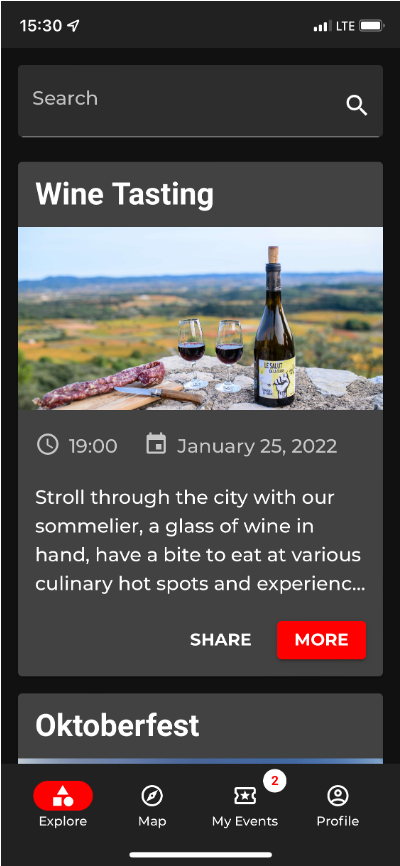 15:30
LTE
Search
Wine Tasting
LE SALUT
19:00
January 25, 2022
Stroll through the city with our
sommelier, a glass of wine in
hand, have a bite to eat at various
culinary hot spots and experienc...
SHARE
MORE
Oktoberfest
2
Explore
Map
My Events
Profile